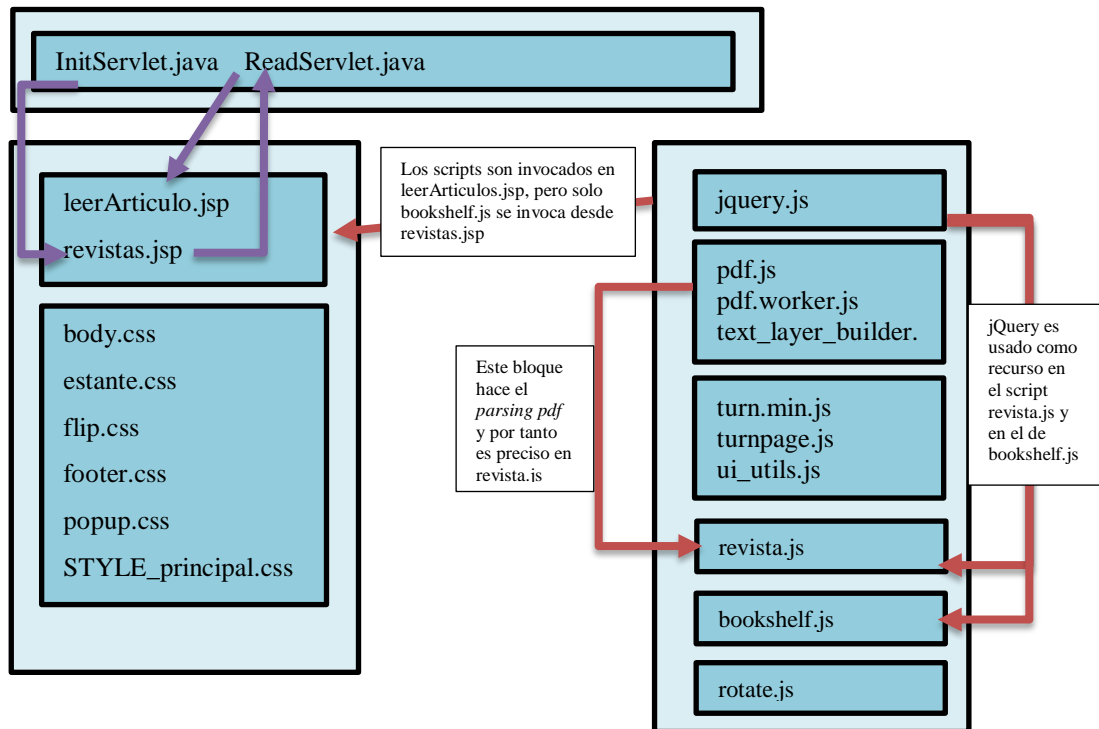 InitServlet.java ReadServlet.java
leerArticulo.jsp
revistas.jsp
body.css
estante.css
flip.css
footer.css
popup.css
STYLE_principal.css
Los scripts son invocados en
leerArticulos.jsp, pero solo
bookshelf.js se invoca desde
revistas.jsp
Este bloque
hace el
parsing pdf
y por tanto
es preciso en
revista.js
jquery.js
pdf.js
pdf.worker.js
text_layer_builder.
turn.min.js
turnpage.js
ui_utils.js
revista.js
bookshelf.js
rotate.js
jQuery es
usado como
recurso en
el script
revista.js y
en el de
bookshelf.js